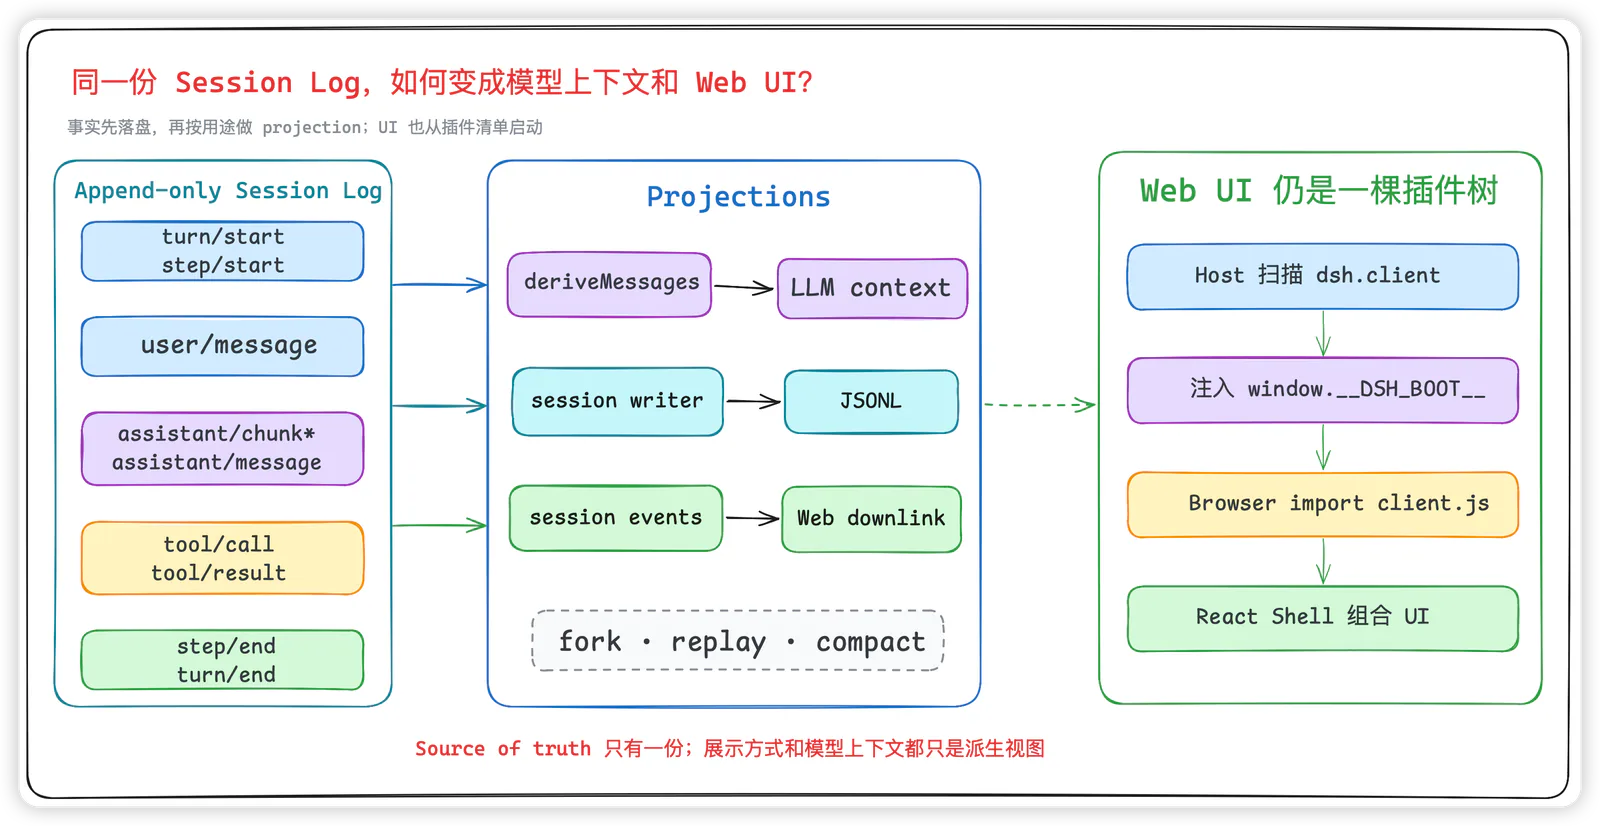 同一份 Session Log，如何变成模型上下文和 Web UI？
事实先落盘，再按用途做 projection；UI 也从插件清单启动
Append-only Session Log
turn/start
step/start
user/message
assistant/chunk*
assistant/message
tool/call
tool/result
step/end
turn/end
Projections
deriveMessages
LLM context
session writer
JSONL
session events
Web downlink
fork · replay · compact
Web UI 仍是一棵插件树
Host 扫描 dsh.client
注入 window.__DSH_BOOT__
Browser import client.js
React Shell 组合 UI
Source of truth 只有一份；展示方式和模型上下文都只是派生视图